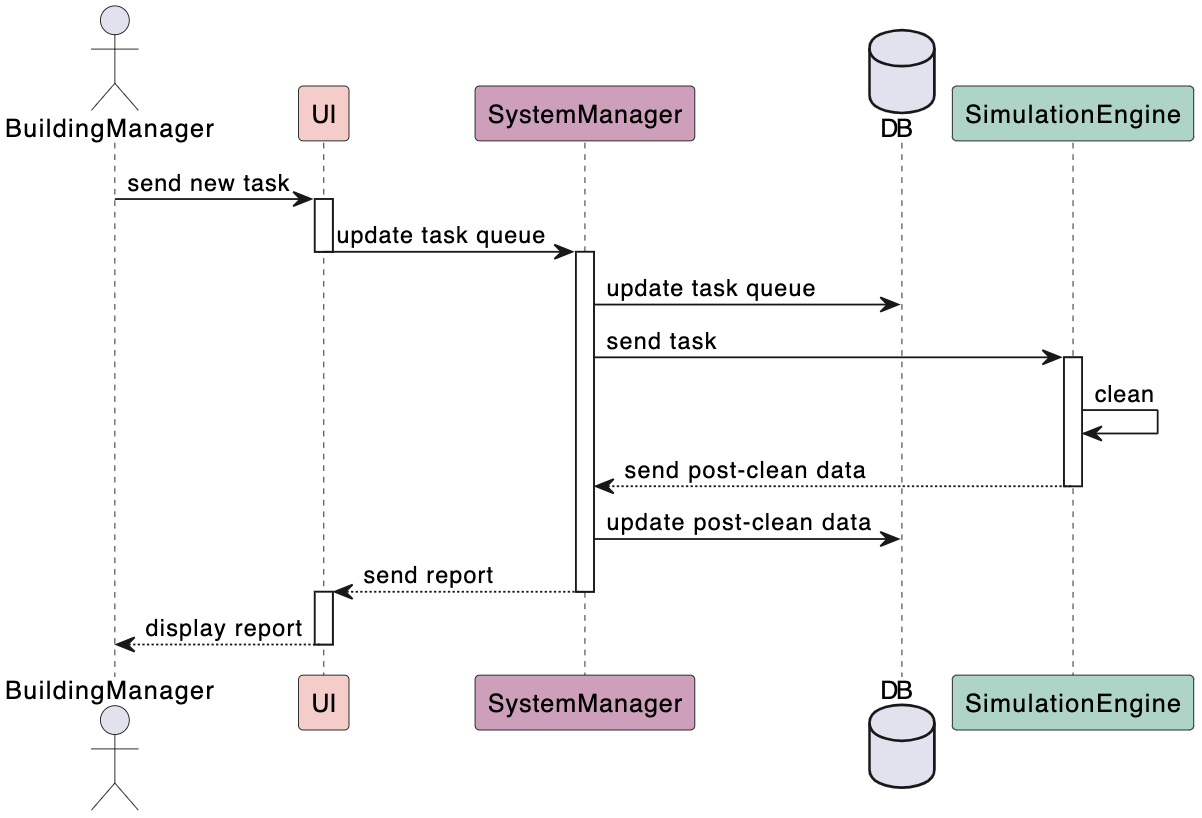 BuildingManager
UI
SystemManager
DB
SimulationEngine
send new task
update task queue
update task queue
send task
clean
send post-clean data
update post-clean data
send report
display report
BuildingManager
UI
SystemManager
DB
SimulationEngine